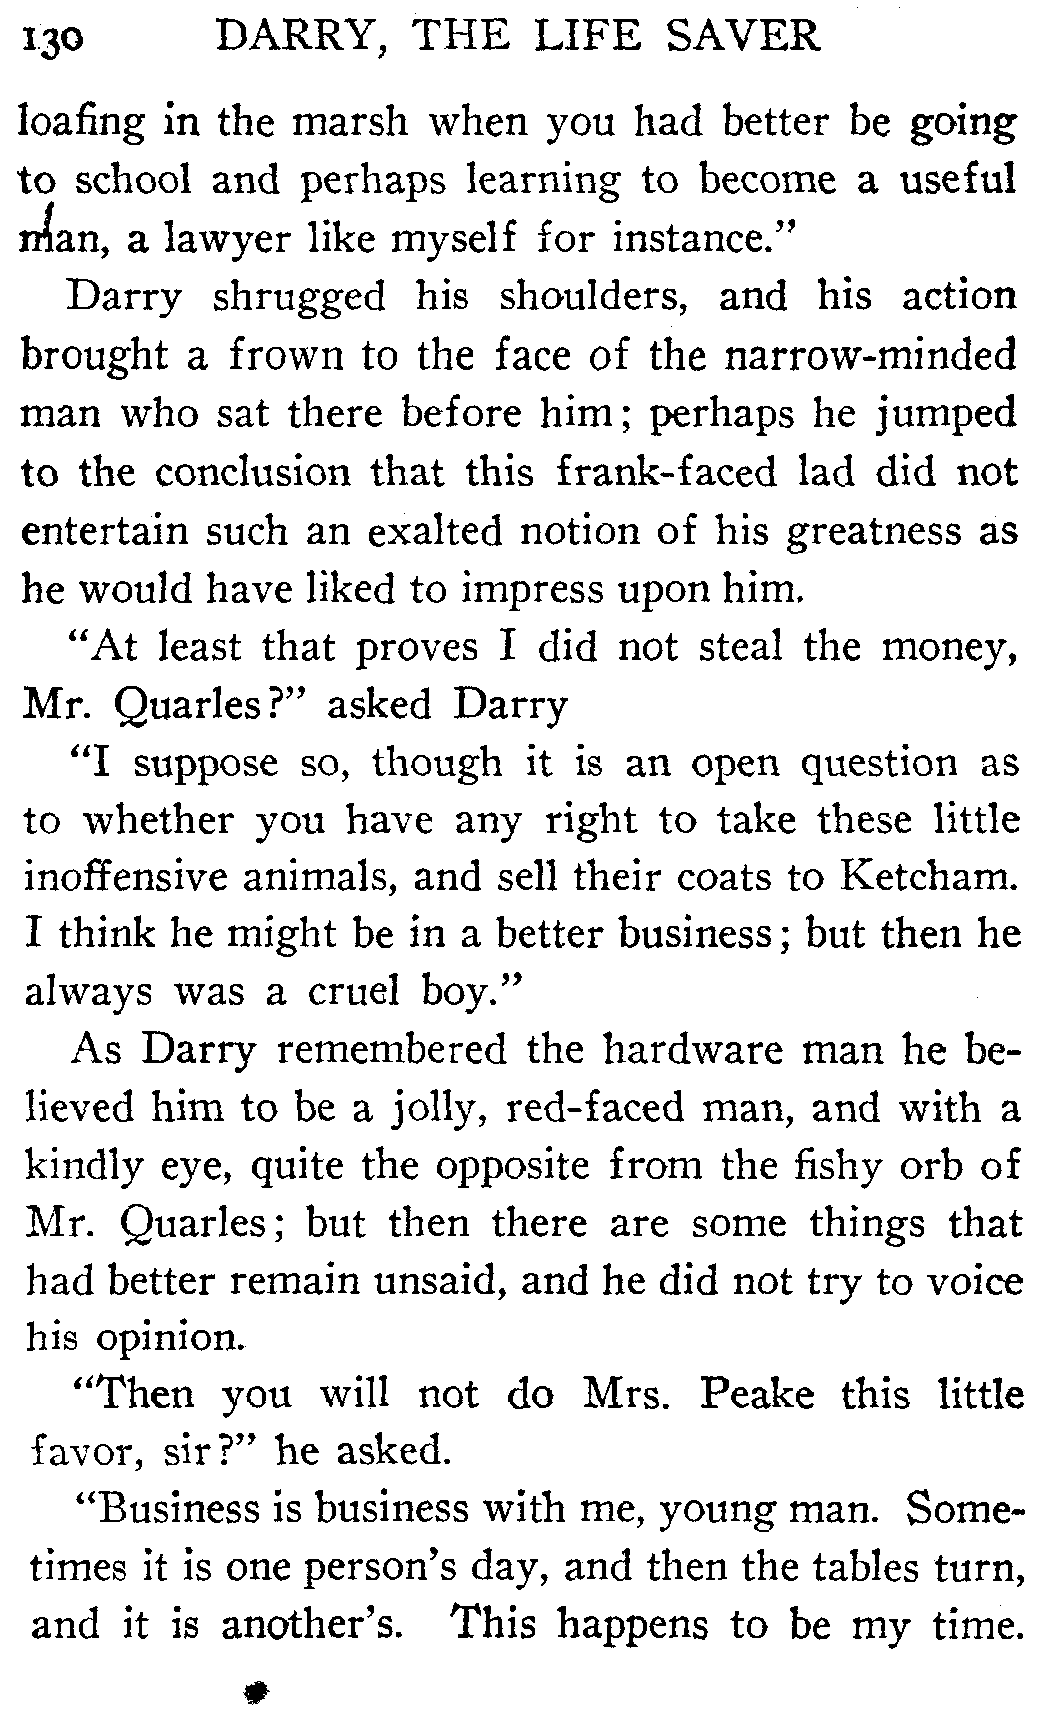 130 DARRY, THE LIFE SAVER
loafing in the marsh when you had better be going
to school and perhaps learning to become a useful
man, a lawyer like myself for instance."
Darry shrugged his shoulders, and his action
brought a frown to the face of the narrow-minded
man who sat there before him; perhaps he jumped
to the conclusion that this frank-faced lad did not
entertain such an exalted notion of his greatness as
he would have liked to impress upon him.
"At least that proves I did not steal the money,
Mr. Quarles?" asked Darry
"I suppose so, though it is an open question as
to whether you have any right to take these little
inoffensive animals, and sell their coats to Ketcham.
I think he might be in a better business; but then he
always was a cruel boy."
As Darry remembered the hardware man he be-
lieved him to be a jolly, red-faced man, and with a
kindly eye, quite the opposite from the fishy orb of
Mr. Quarles; but then there are some things that
had better remain unsaid, and he did not try to voice
his opinion.
"Then you will not do Mrs. Peake this little
favor, sir?" he asked.
"Business is business with me, young man. Some-
times it is one person's day, and then the tables turn,
and it is another's. This happens to be my time.